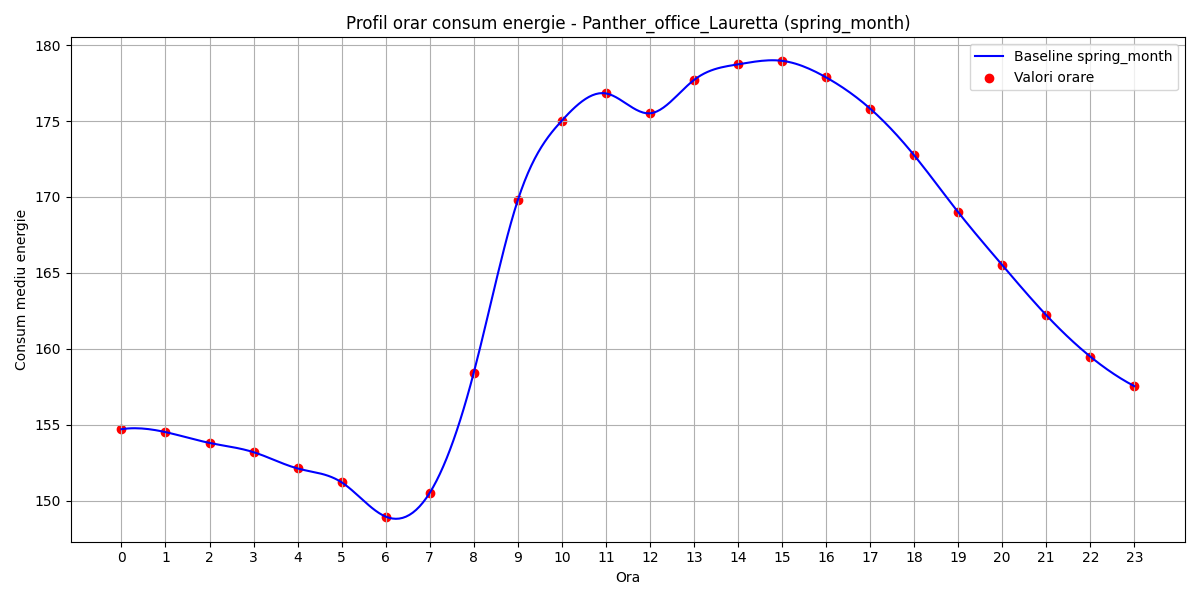 Profil orar consum energie - Panther_office_Lauretta (spring_month)
Baseline spring_month
Valori orare
Consum mediu energie
180
175
170
165
160
155
150
0 1 2 3 4 5 6 7 8 9 10 11 12 13 14 15 16 17 18 19 20 21 22 23
Ora